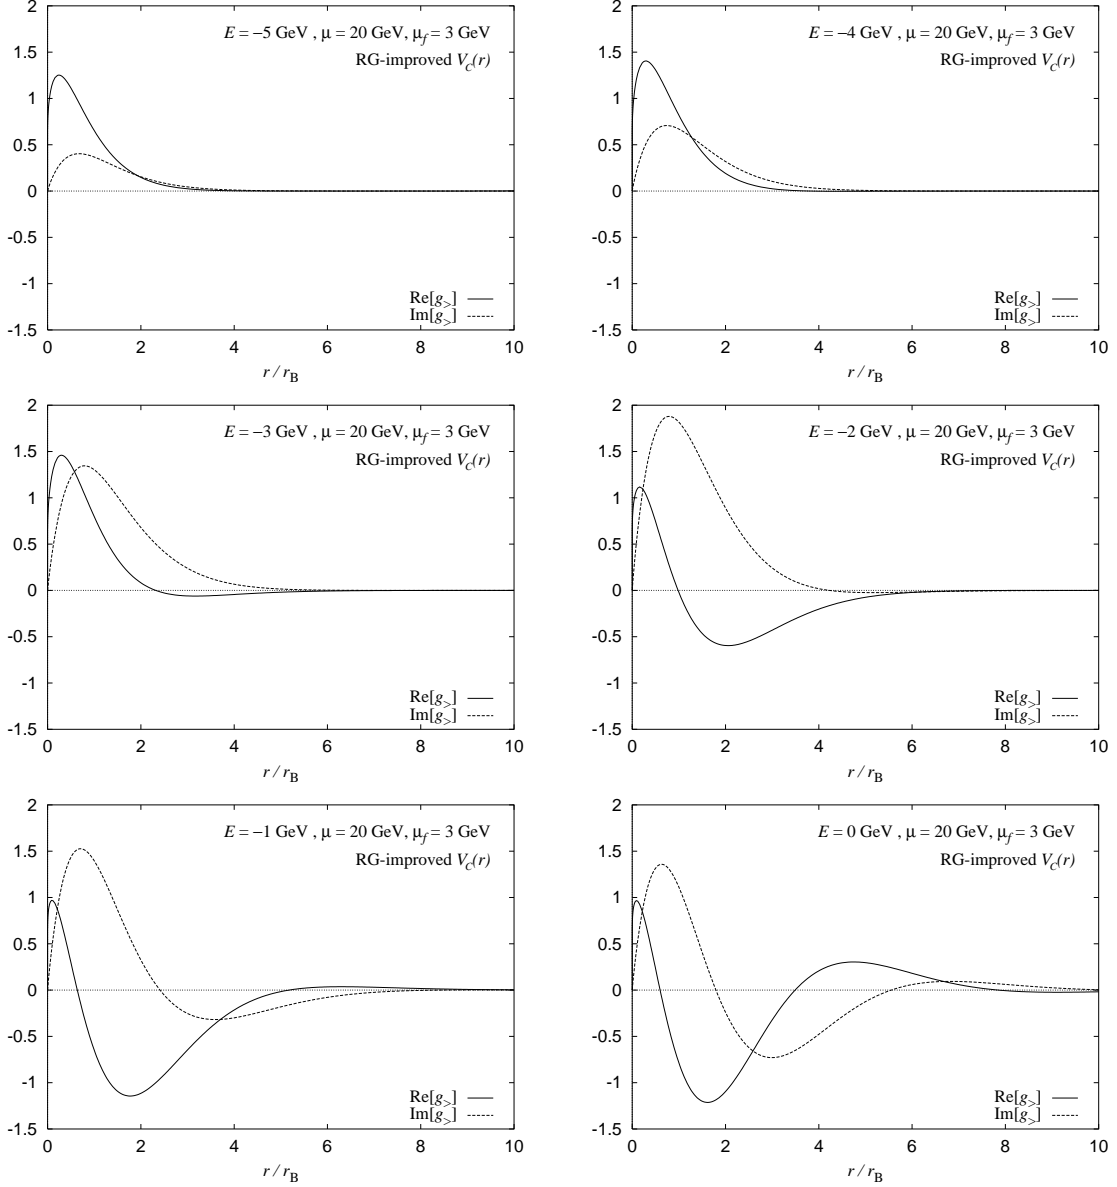 2
1.5
1
0.5
0
-0.5
-1
-1.5
0 2 4 6 8 10
r / r_B
E = −5 GeV , μ = 20 GeV, μ_f = 3 GeV
RG-improved V_C(r)
Re[g_>]
Im[g_>]
2
1.5
1
0.5
0
-0.5
-1
-1.5
0 2 4 6 8 10
r / r_B
E = −4 GeV , μ = 20 GeV, μ_f = 3 GeV
RG-improved V_C(r)
Re[g_>]
Im[g_>]
2
1.5
1
0.5
0
-0.5
-1
-1.5
0 2 4 6 8 10
r / r_B
E = −3 GeV , μ = 20 GeV, μ_f = 3 GeV
RG-improved V_C(r)
Re[g_>]
Im[g_>]
2
1.5
1
0.5
0
-0.5
-1
-1.5
0 2 4 6 8 10
r / r_B
E = −2 GeV , μ = 20 GeV, μ_f = 3 GeV
RG-improved V_C(r)
Re[g_>]
Im[g_>]
2
1.5
1
0.5
0
-0.5
-1
-1.5
0 2 4 6 8 10
r / r_B
E = −1 GeV , μ = 20 GeV, μ_f = 3 GeV
RG-improved V_C(r)
Re[g_>]
Im[g_>]
2
1.5
1
0.5
0
-0.5
-1
-1.5
0 2 4 6 8 10
r / r_B
E = 0 GeV , μ = 20 GeV, μ_f = 3 GeV
RG-improved V_C(r)
Re[g_>]
Im[g_>]